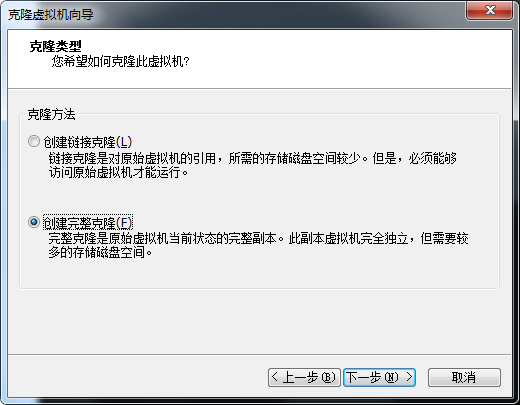 克隆虚拟机向导
克隆类型
您希望如何克隆此虚拟机?
克隆方法
创建链接克隆(L)
链接克隆是对原始虚拟机的引用，所需的存储磁盘空间较少。但是，必须能够
访问原始虚拟机才能运行。
创建完整克隆(F)
完整克隆是原始虚拟机当前状态的完整副本。此副本虚拟机完全独立，但需要较
多的存储磁盘空间。
< 上一步(B) 下一步(N) > 取消